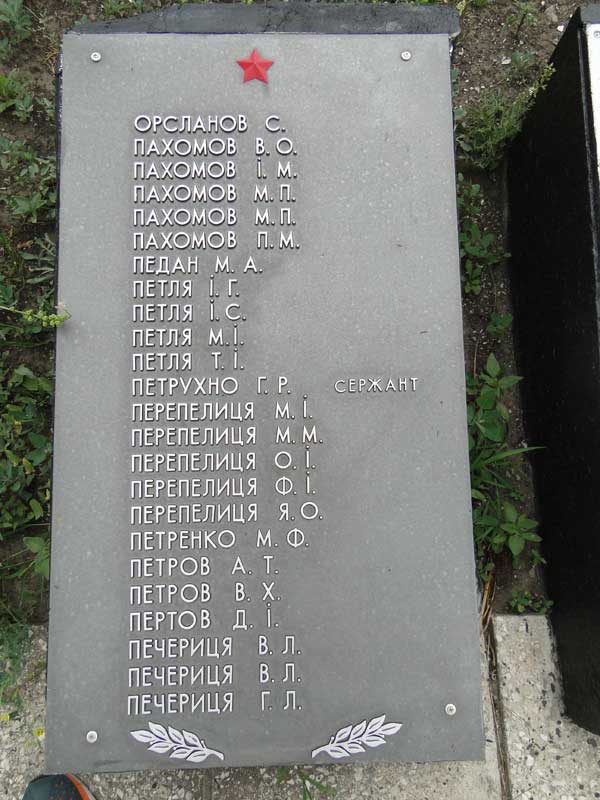 ОРСЛАНОВ С.
ПАХОМОВ В.О.
ПАХОМОВ І.М.
ПАХОМОВ М.П.
ПАХОМОВ М.П.
ПАХОМОВ П.М.
ПЕДАН М.А.
ПЕТЛЯ І.Г.
ПЕТЛЯ І.С.
ПЕТЛЯ М.І.
ПЕТЛЯ Т.І.
ПЕТРУХНО Г.Р. СЕРЖАНТ
ПЕРЕПЕЛИЦЯ М.І.
ПЕРЕПЕЛИЦЯ М.М.
ПЕРЕПЕЛИЦЯ О.І.
ПЕРЕПЕЛИЦЯ Ф.І.
ПЕРЕПЕЛИЦЯ Я.О.
ПЕТРЕНКО М.Ф.
ПЕТРОВ А.Т.
ПЕТРОВ В.Х.
ПЕРТОВ Д.І.
ПЕЧЕРИЦЯ В.Л.
ПЕЧЕРИЦЯ В.Л.
ПЕЧЕРИЦЯ Г.Л.